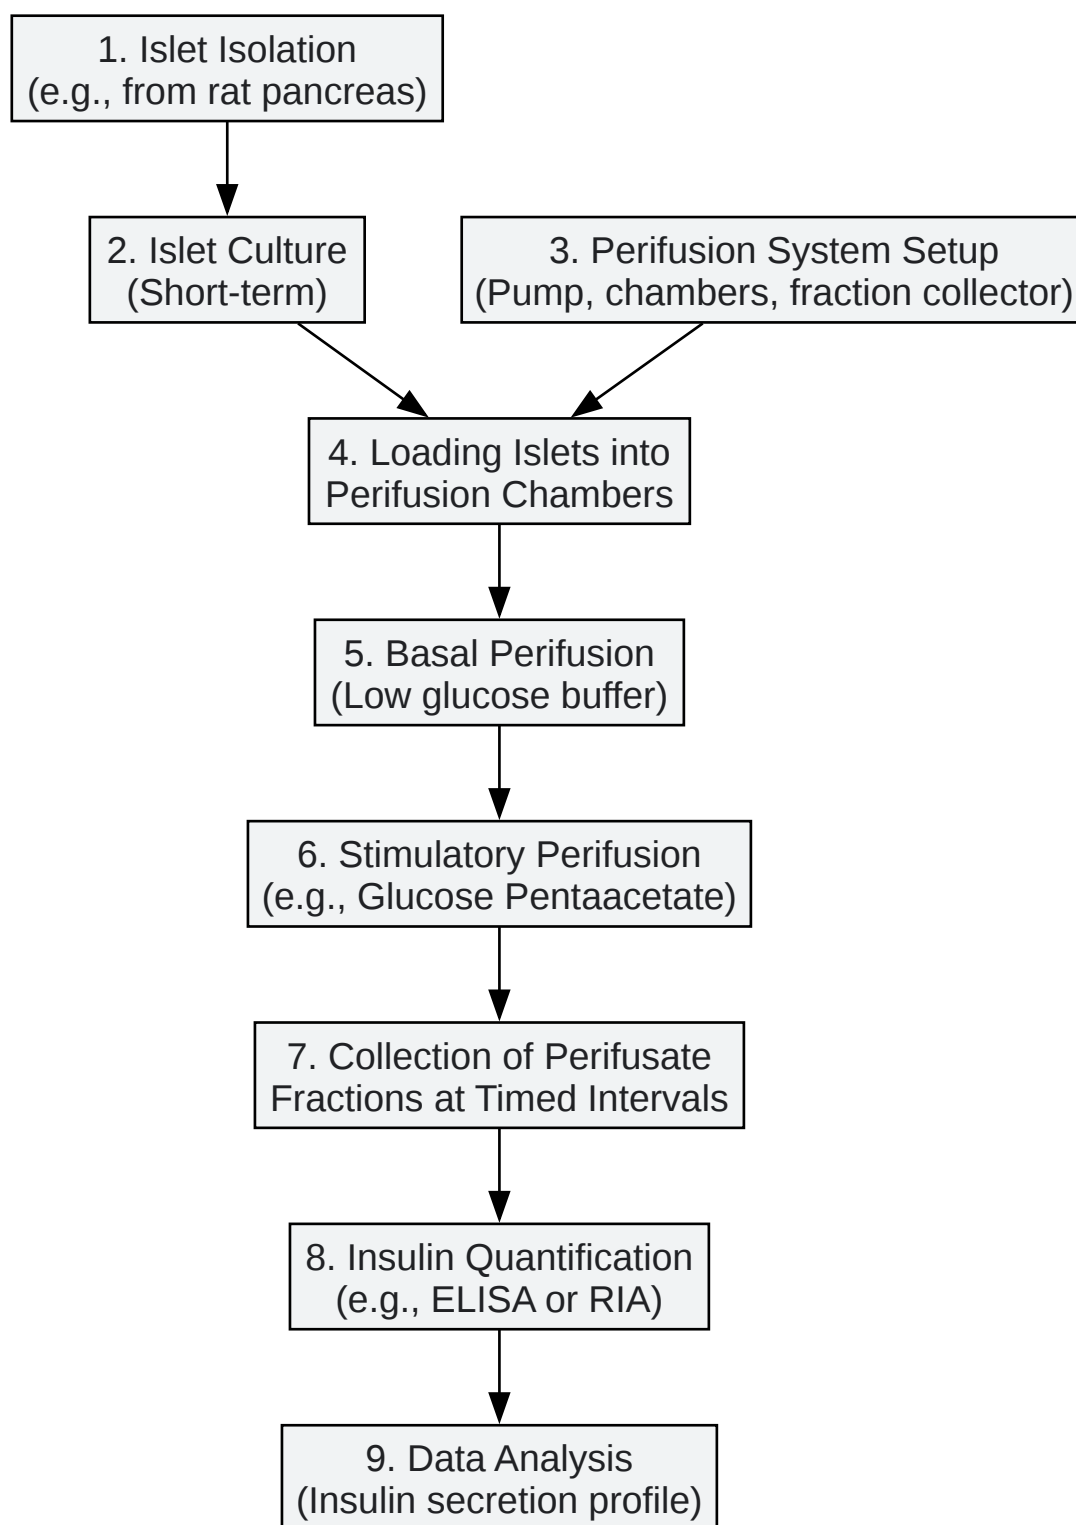 1. Islet Isolation
(e.g., from rat pancreas)
2. Islet Culture
(Short-term)
3. Perifusion System Setup
(Pump, chambers, fraction collector)
4. Loading Islets into
Perifusion Chambers
5. Basal Perifusion
(Low glucose buffer)
6. Stimulatory Perifusion
(e.g., Glucose Pentaacetate)
7. Collection of Perifusate
Fractions at Timed Intervals
8. Insulin Quantification
(e.g., ELISA or RIA)
9. Data Analysis
(Insulin secretion profile)